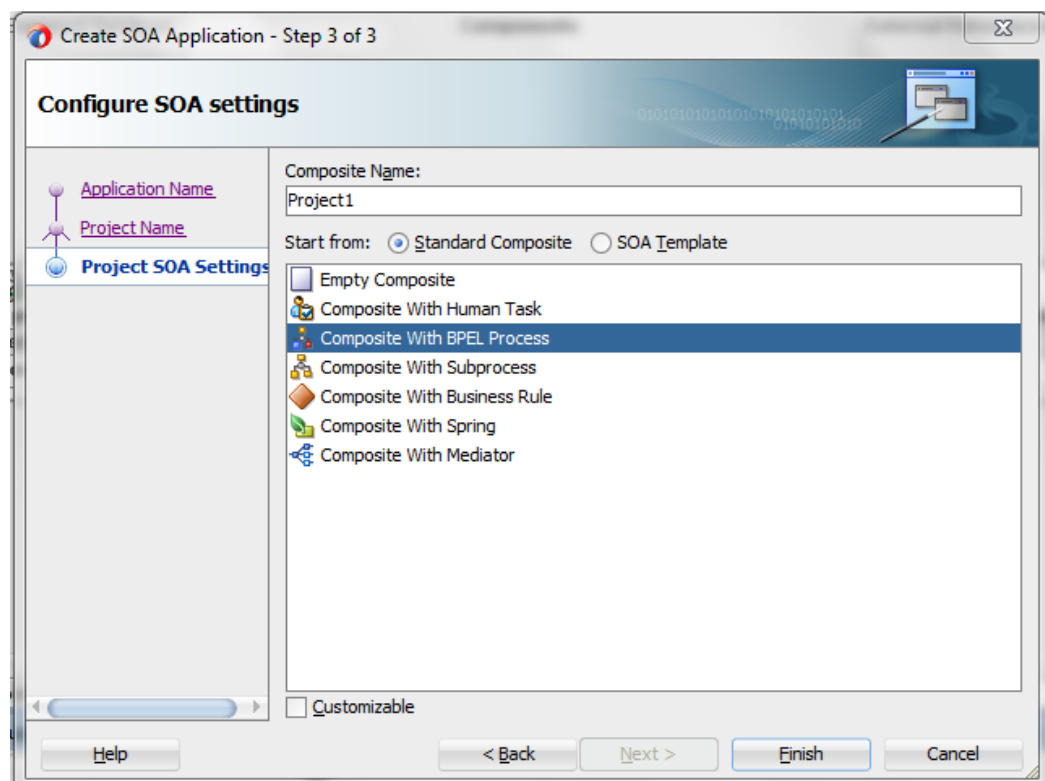 Create SOA Application - Step 3 of 3
Configure SOA settings
Application Name
Project Name
Project SOA Settings
Composite Name:
Project1
Start from: Standard Composite SOA Template
Empty Composite
Composite With Human Task
Composite With BPEL Process
Composite With Subprocess
Composite With Business Rule
Composite With Spring
Composite With Mediator
Customizable
Help < Back Next > Finish Cancel